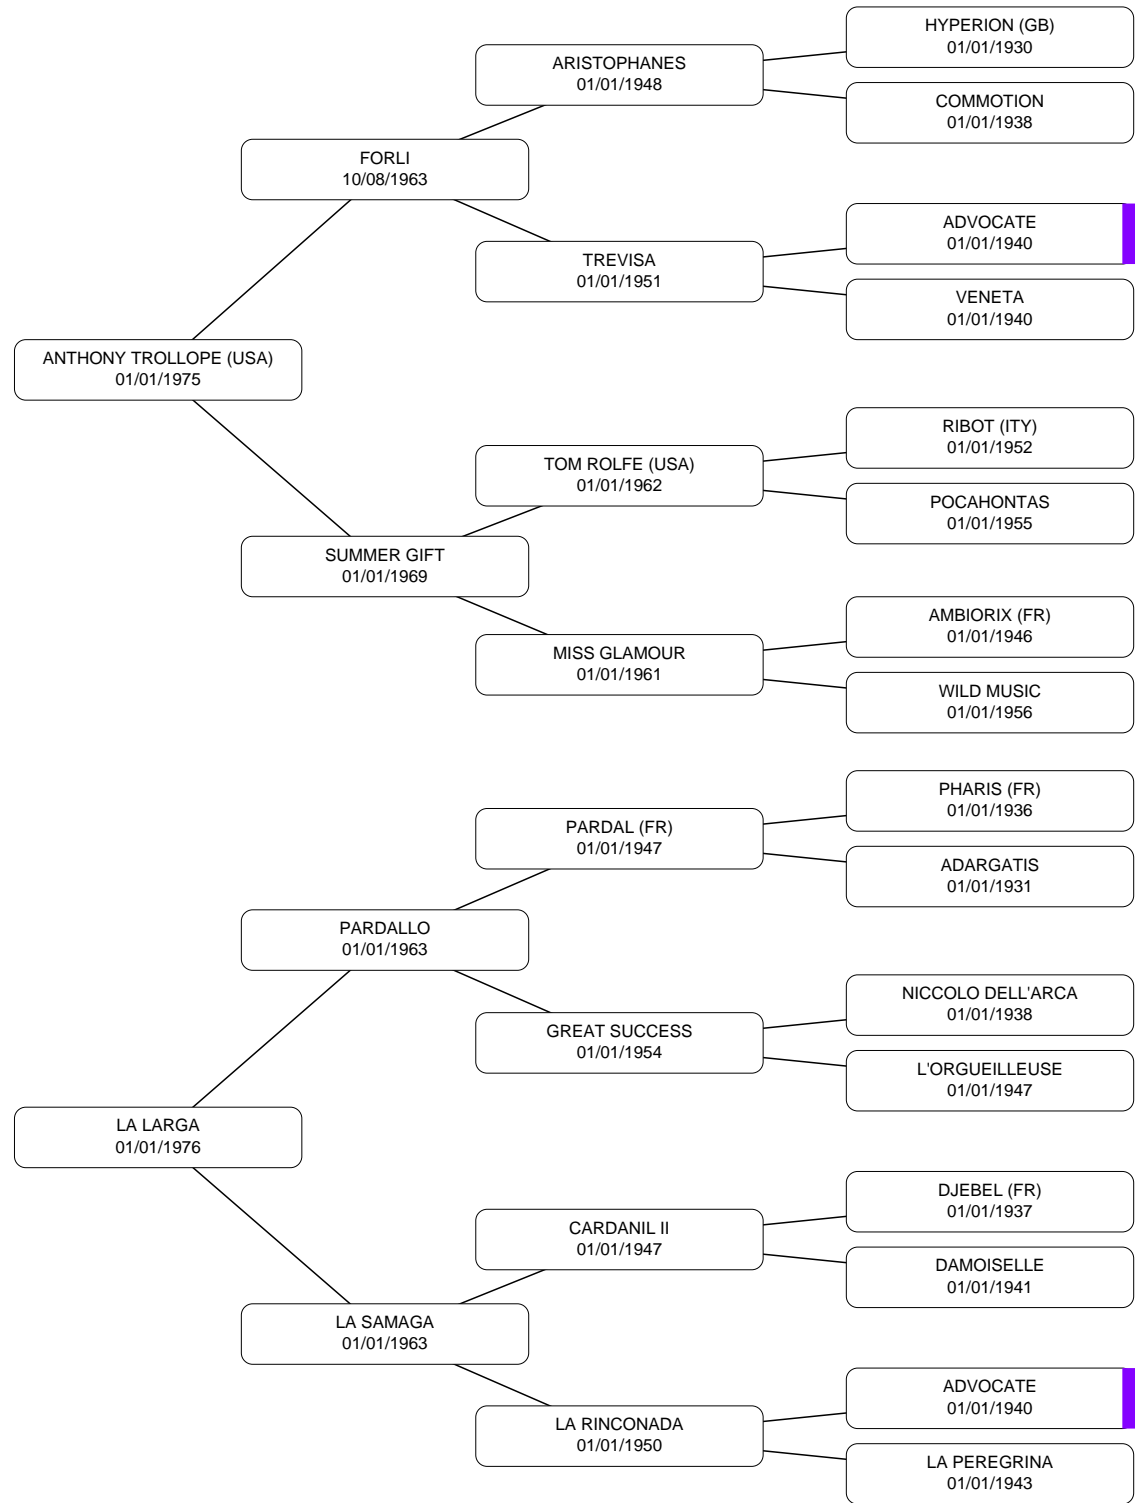 HYPERION (GB)
01/01/1930
ARISTOPHANES
01/01/1948
COMMOTION
01/01/1938
FORLI
10/08/1963
ADVOCATE
01/01/1940
TREVISA
01/01/1951
VENETA
01/01/1940
ANTHONY TROLLOPE (USA)
01/01/1975
RIBOT (ITY)
01/01/1952
TOM ROLFE (USA)
01/01/1962
POCAHONTAS
01/01/1955
SUMMER GIFT
01/01/1969
AMBIORIX (FR)
01/01/1946
MISS GLAMOUR
01/01/1961
WILD MUSIC
01/01/1956
PHARIS (FR)
01/01/1936
PARDAL (FR)
01/01/1947
ADARGATIS
01/01/1931
PARDALLO
01/01/1963
NICCOLO DELL'ARCA
01/01/1938
GREAT SUCCESS
01/01/1954
L'ORGUEILLEUSE
01/01/1947
LA LARGA
01/01/1976
DJEBEL (FR)
01/01/1937
CARDANIL II
01/01/1947
DAMOISELLE
01/01/1941
LA SAMAGA
01/01/1963
ADVOCATE
01/01/1940
LA RINCONADA
01/01/1950
LA PEREGRINA
01/01/1943